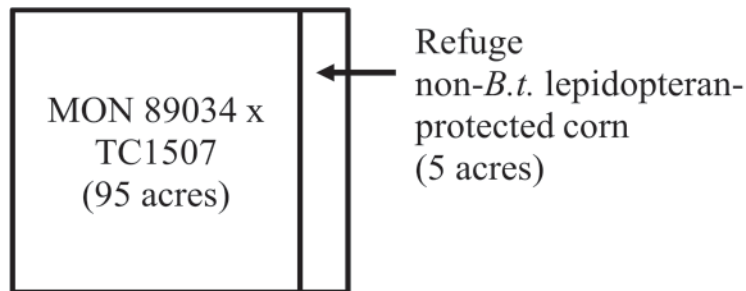 MON 89034 x
TC1507
(95 acres)
Refuge
non-B.t. lepidopteran-
protected corn
(5 acres)